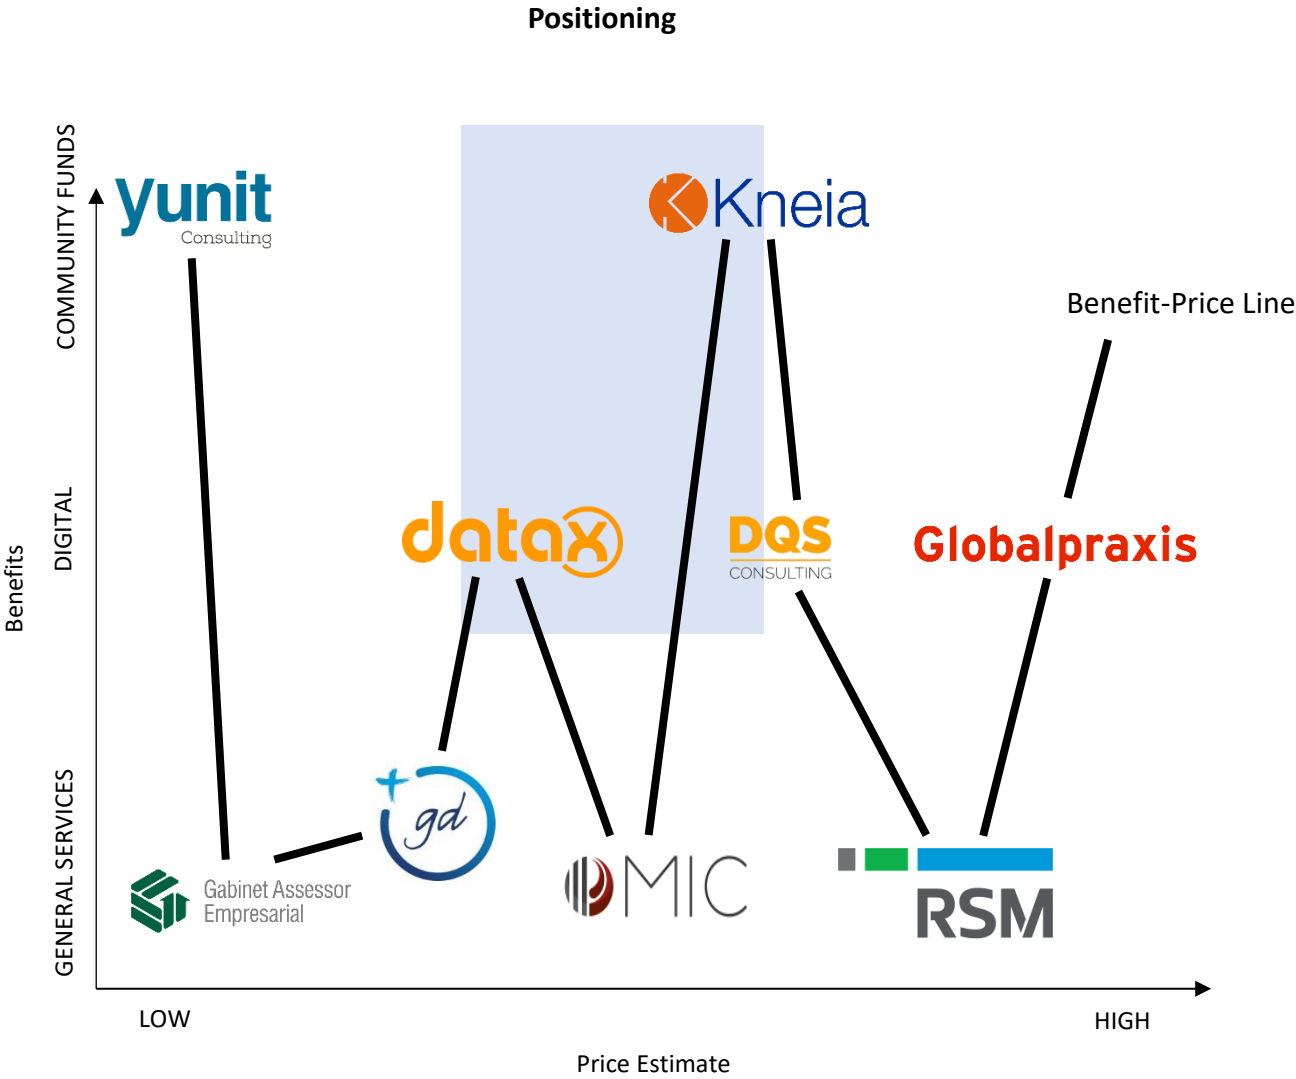 Positioning
COMMUNITY FUNDS
yunit
Consulting
Kneia
Benefit-Price Line
DIGITAL
datax
DQS
CONSULTING
Globalpraxis
Benefits
GENERAL SERVICES
gd
Gabinet Assessor
Empresarial
MIC
RSM
LOW
HIGH
Price Estimate